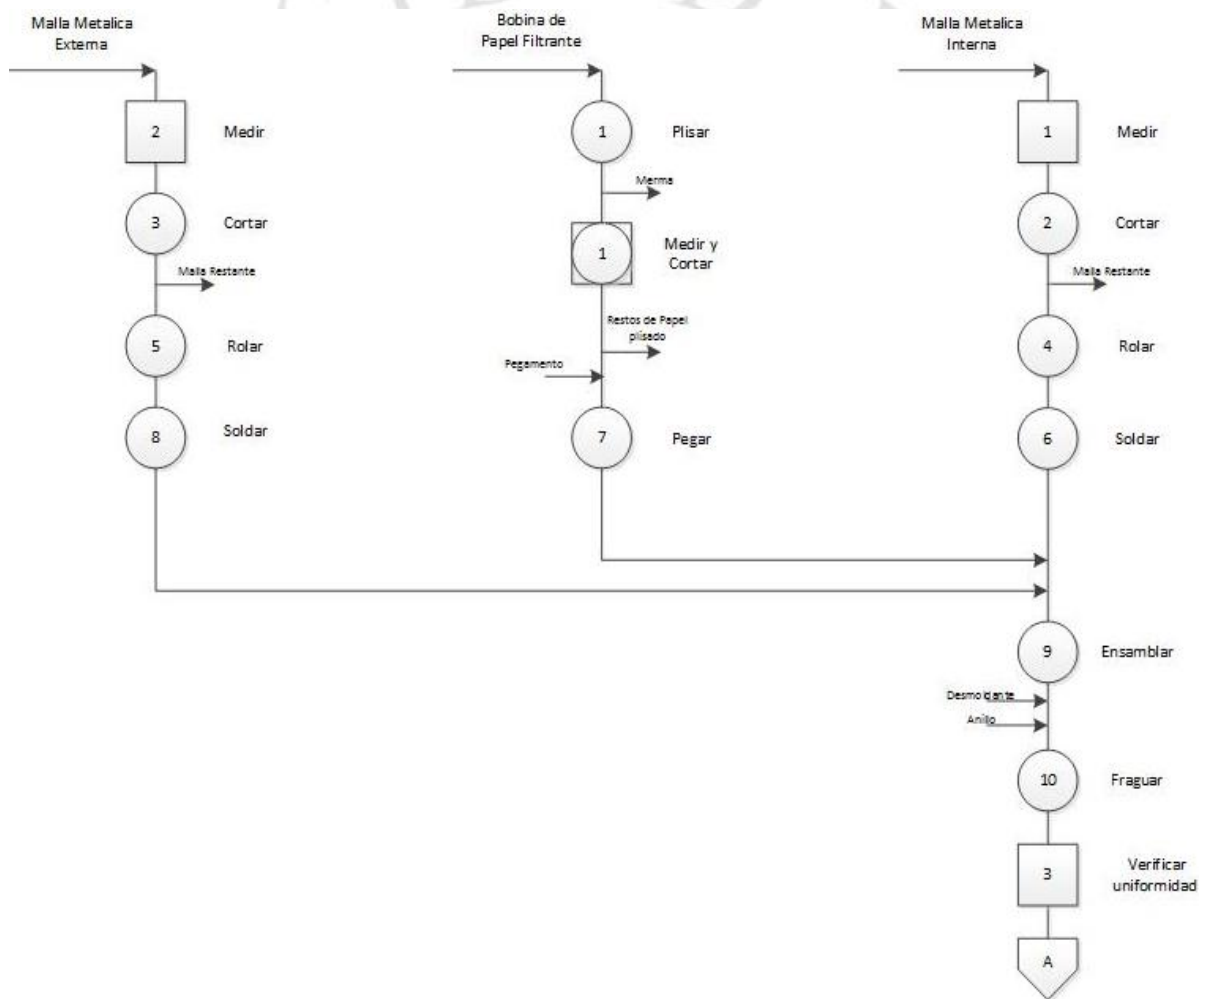 Malla Metalica
Externa
Bobina de
Papel Filtrante
Malla Metalica
Interna
2
Medir
1
Plisar
1
Medir
Merma
3
Cortar
1
Medir y
Cortar
2
Cortar
Malla Restante
Malla Restante
Restos de Papel
plisado
5
Rolar
4
Rolar
Pegamento
8
Soldar
7
Pegar
6
Soldar
9
Ensamblar
Desmoldante
Anillo
10
Fraguar
3
Verificar
uniformidad
A